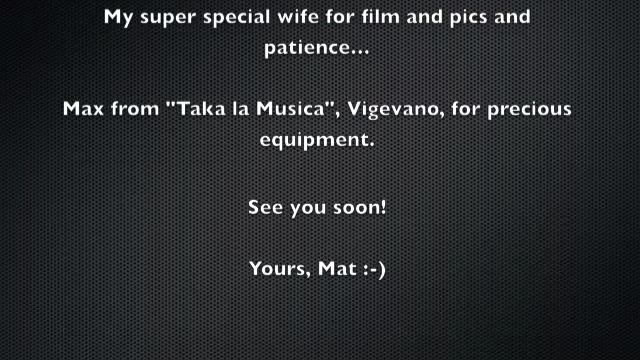 My super special wife for film and pics and
patience...
Max from "Taka la Musica", Vigevano, for precious
equipment.
See you soon!
Yours, Mat :-)